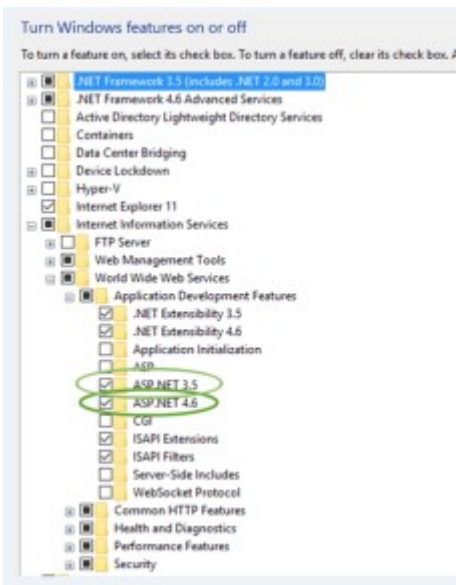 Turn Windows features on or off
To turn a feature on, select its check box. To turn a feature off, clear its check box. A
.NET Framework 3.5 (includes .NET 2.0 and 3.0)
.NET Framework 4.6 Advanced Services
Active Directory Lightweight Directory Services
Containers
Data Center Bridging
Device Lockdown
Hyper-V
Internet Explorer 11
Internet Information Services
FTP Server
Web Management Tools
World Wide Web Services
Application Development Features
.NET Extensibility 3.5
.NET Extensibility 4.6
Application Initialization
ASP
ASP.NET 3.5
ASP.NET 4.6
CGI
ISAPI Extensions
ISAPI Filters
Server-Side Includes
WebSocket Protocol
Common HTTP Features
Health and Diagnostics
Performance Features
Security